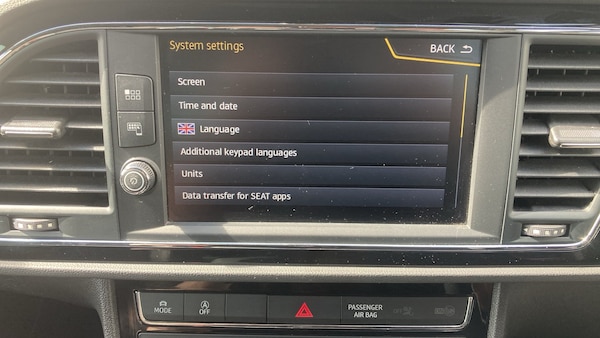 System settings
BACK
Screen
Time and date
Language
Additional keypad languages
Units
Data transfer for SEAT apps
MODE
A
OFF
PASSENGER
AIR BAG